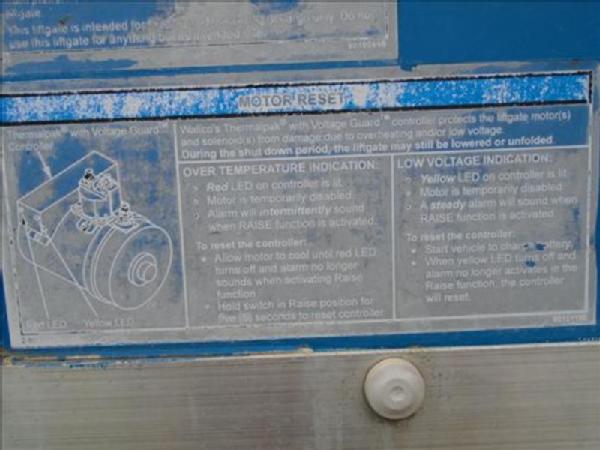 liftgate.
This liftgate is intended for
use this liftgate for anything but its intended use.
MOTOR RESET
Thermalpak with Voltage Guard™
Controller
Red LED Yellow LED
Waltco's Thermalpak® with Voltage Guard™ controller protects the liftgate motor(s)
and solenoid(s) from damage due to overheating and/or low voltage.
During the shut down period, the liftgate may still be lowered or unfolded.
OVER TEMPERATURE INDICATION:
Red LED on controller is lit.
Motor is temporarily disabled.
Alarm will intermittently sound
when RAISE function is activated.
To reset the controller:
• Allow motor to cool until red LED
turns off and alarm no longer
sounds when activating Raise
function
• Hold switch in Raise position for
five (5) seconds to reset controller.
LOW VOLTAGE INDICATION:
• Yellow LED on controller is lit.
• Motor is temporarily disabled.
• A steady alarm will sound when
RAISE function is activated.
To reset the controller:
• Start vehicle to charge battery.
• When yellow LED turns off and
alarm no longer activates in the
Raise function, the controller
will reset.